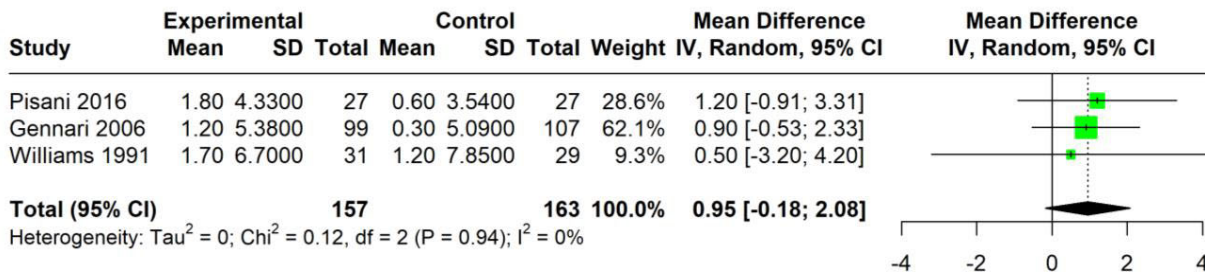 Experimental Control Mean Difference Mean Difference
Study Mean SD Total Mean SD Total Weight IV, Random, 95% CI IV, Random, 95% CI
Pisani 2016 1.80 4.3300 27 0.60 3.5400 27 28.6% 1.20 [-0.91; 3.31]
Gennari 2006 1.20 5.3800 99 0.30 5.0900 107 62.1% 0.90 [-0.53; 2.33]
Williams 1991 1.70 6.7000 31 1.20 7.8500 29 9.3% 0.50 [-3.20; 4.20]
Total (95% CI) 157 163 100.0% 0.95 [-0.18; 2.08]
Heterogeneity: Tau² = 0; Chi² = 0.12, df = 2 (P = 0.94); I² = 0%
-4 -2 0 2 4